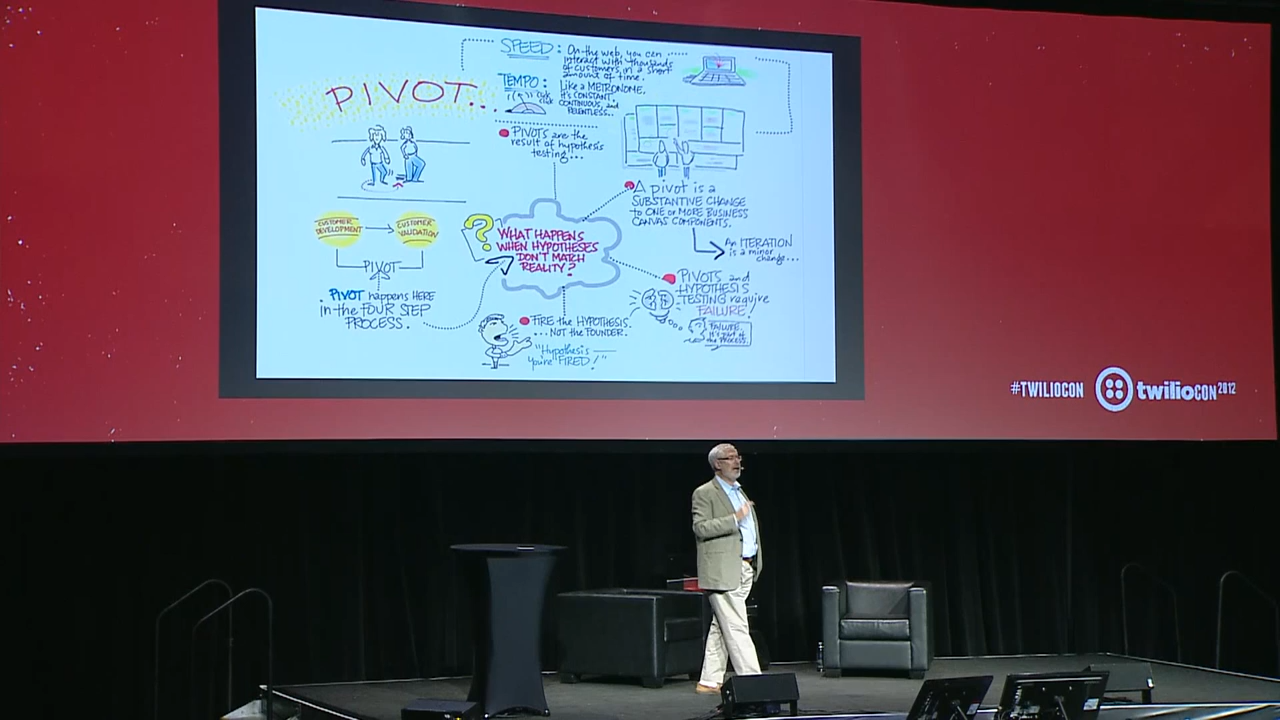 PIVOT...
SPEED: On the web, you can
interact with thousands
of customers, in a short
amount of time.
TEMPO: Like a METRONOME,
it's CONSTANT,
CONTINUOUS, and
RELENTLESS...
PIVOTS are the
result of hypothesis
testing...
A pivot is a
SUBSTANTIVE CHANGE
to ONE or MORE BUSINESS
CANVAS COMPONENTS.
An ITERATION
is a minor
change...
CUSTOMER
DEVELOPMENT
CUSTOMER
VALIDATION
PIVOT
PIVOT happens HERE
in the FOUR STEP
PROCESS.
?
WHAT HAPPENS
WHEN HYPOTHESES
DON'T MATCH
REALITY?
PIVOTS and
HYPOTHESIS
TESTING require
FAILURE!
FAILURE,
it's part of
the process.
FIRE the HYPOTHESIS.
...NOT the FOUNDER.
"Hypothesis —
you're FIRED!"
#TWILIOCON
twilioCON 2012